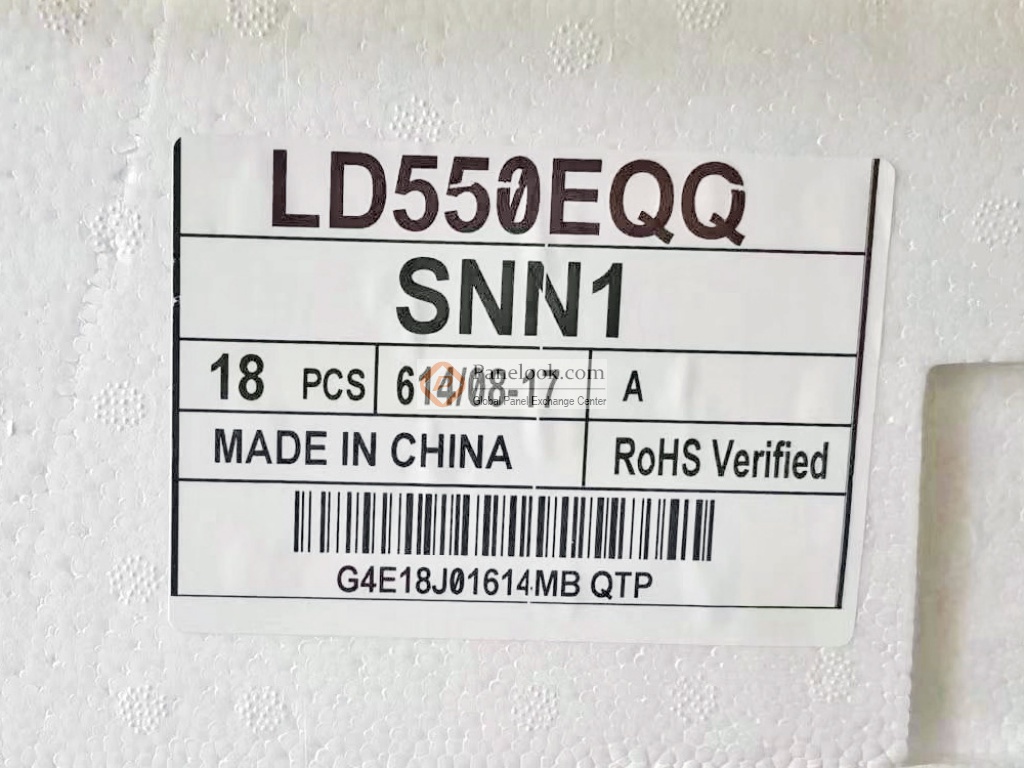 LD550EQQ
SNN1
18 PCS 614/08-17 A
Panelook.com
Global Panel Exchange Center
MADE IN CHINA RoHS Verified
G4E18J01614MB QTP